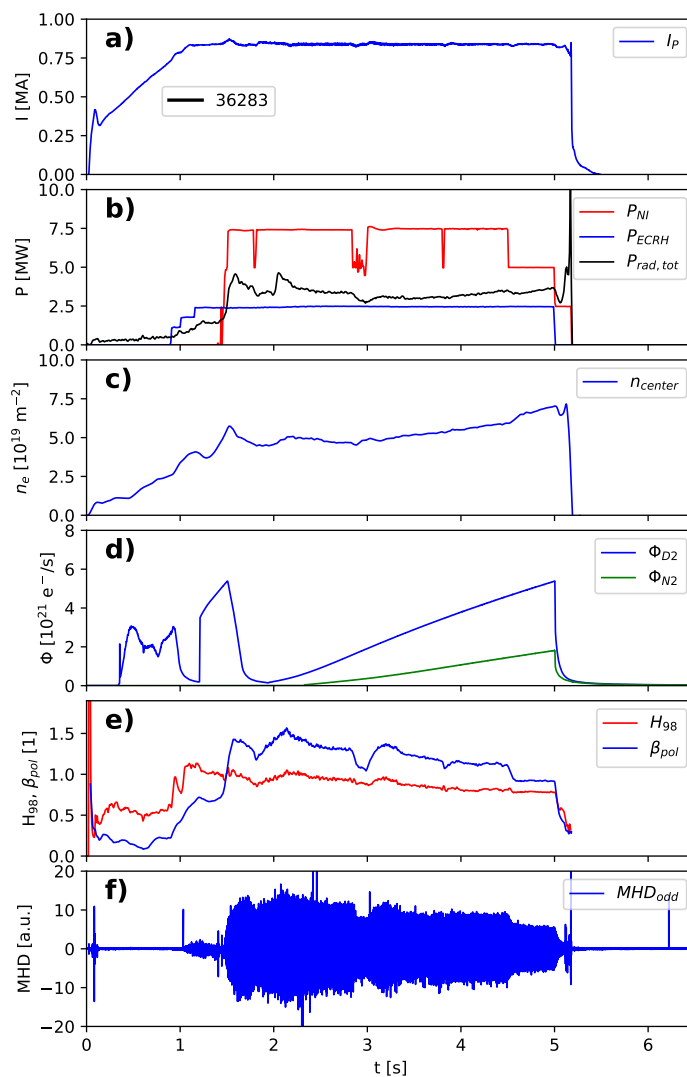 a)
I [MA]
1.00
0.75
0.50
0.25
0.00
I_P
36283
b)
P [MW]
10.0
7.5
5.0
2.5
0.0
P_NI
P_ECRH
P_rad,tot
c)
n_e [10^19 m^−2]
10.0
7.5
5.0
2.5
0.0
n_center
d)
Φ [10^21 e^−/s]
8
6
4
2
0
Φ_D2
Φ_N2
e)
H_98, β_pol [1]
1.5
1.0
0.5
0.0
H_98
β_pol
f)
MHD [a.u.]
20
10
0
−10
−20
MHD_odd
0 1 2 3 4 5 6
t [s]